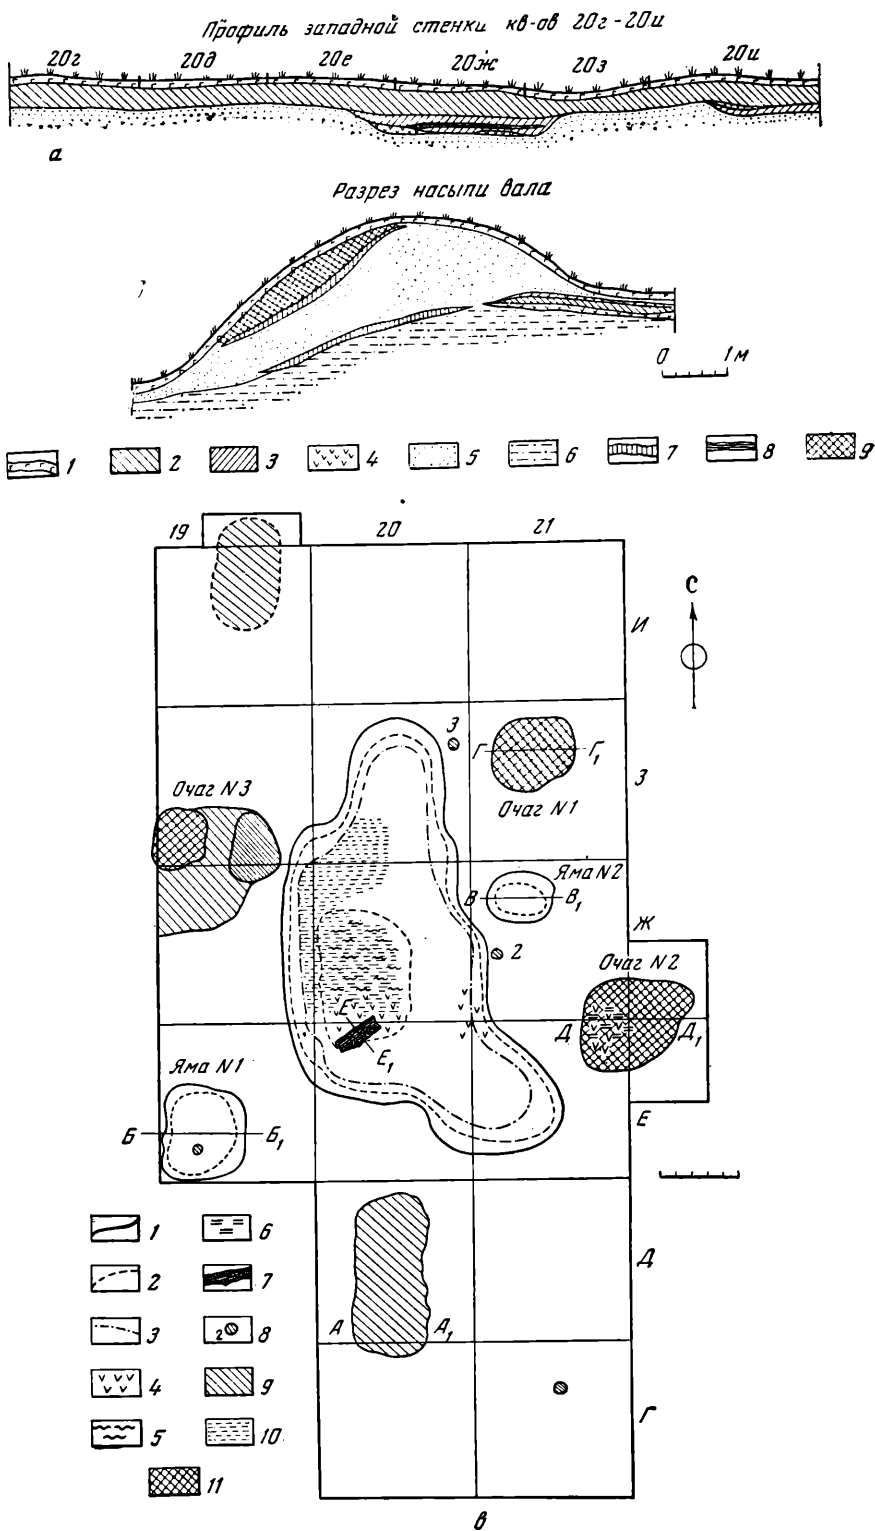 Профиль западной стенки кв-ов 20г-20и
20г 20д 20е 20ж 20з 20и
а
Разрез насыпи вала
0 1м
1 2 3 4 5 6 7 8 9
19 20 21
С
И
3
Г Г₁
З
Очаг N3
Очаг N1
Яма N2
В В₁
Ж
2
Очаг N2
Е
Д Д₁
Е₁
Яма N1
Е
Б Б₁
1 6
Д
2 7
3 2 8
А А₁
4 9
Г
5 10
11
в